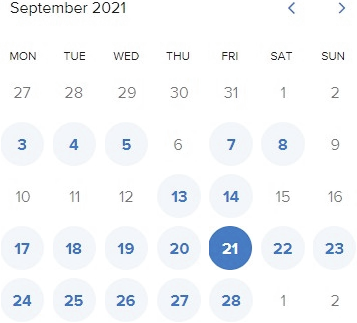 September 2021
MON TUE WED THU FRI SAT SUN
27 28 29 30 31 1 2
3 4 5 6 7 8 9
10 11 12 13 14 15 16
17 18 19 20 21 22 23
24 25 26 27 28 1 2